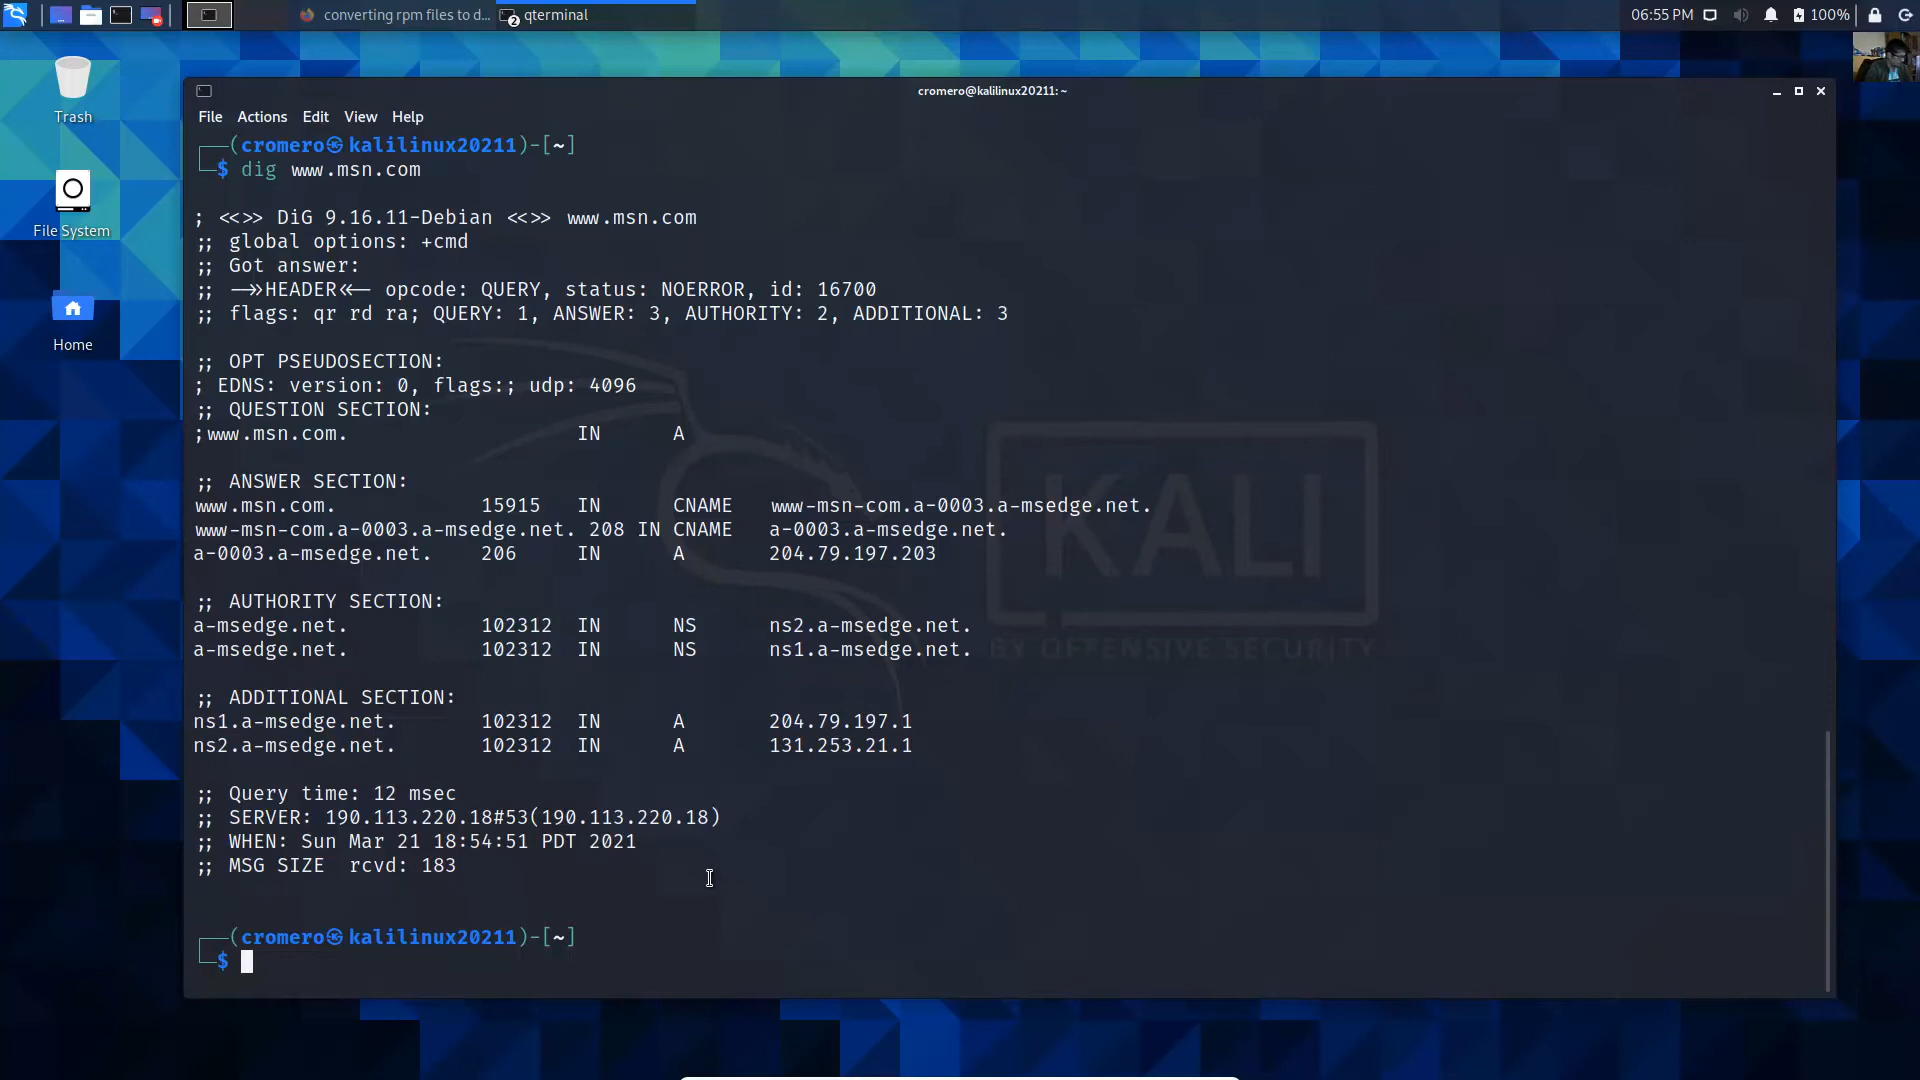 converting rpm files to d...
2 qterminal
06:55 PM
100%
Trash
File System
Home
cromero@kalilinux20211: ~
File Actions Edit View Help
(cromero㉿kalilinux20211)-[~]
$ dig www.msn.com
; <<>> DiG 9.16.11-Debian <<>> www.msn.com
;; global options: +cmd
;; Got answer:
;; ->>HEADER<<- opcode: QUERY, status: NOERROR, id: 16700
;; flags: qr rd ra; QUERY: 1, ANSWER: 3, AUTHORITY: 2, ADDITIONAL: 3
;; OPT PSEUDOSECTION:
; EDNS: version: 0, flags:; udp: 4096
;; QUESTION SECTION:
;www.msn.com. IN A
;; ANSWER SECTION:
www.msn.com. 15915 IN CNAME www-msn-com.a-0003.a-msedge.net.
www-msn-com.a-0003.a-msedge.net. 208 IN CNAME a-0003.a-msedge.net.
a-0003.a-msedge.net. 206 IN A 204.79.197.203
;; AUTHORITY SECTION:
a-msedge.net. 102312 IN NS ns2.a-msedge.net.
a-msedge.net. 102312 IN NS ns1.a-msedge.net.
;; ADDITIONAL SECTION:
ns1.a-msedge.net. 102312 IN A 204.79.197.1
ns2.a-msedge.net. 102312 IN A 131.253.21.1
;; Query time: 12 msec
;; SERVER: 190.113.220.18#53(190.113.220.18)
;; WHEN: Sun Mar 21 18:54:51 PDT 2021
;; MSG SIZE rcvd: 183
(cromero㉿kalilinux20211)-[~]
$
KALI
BY OFFENSIVE SECURITY